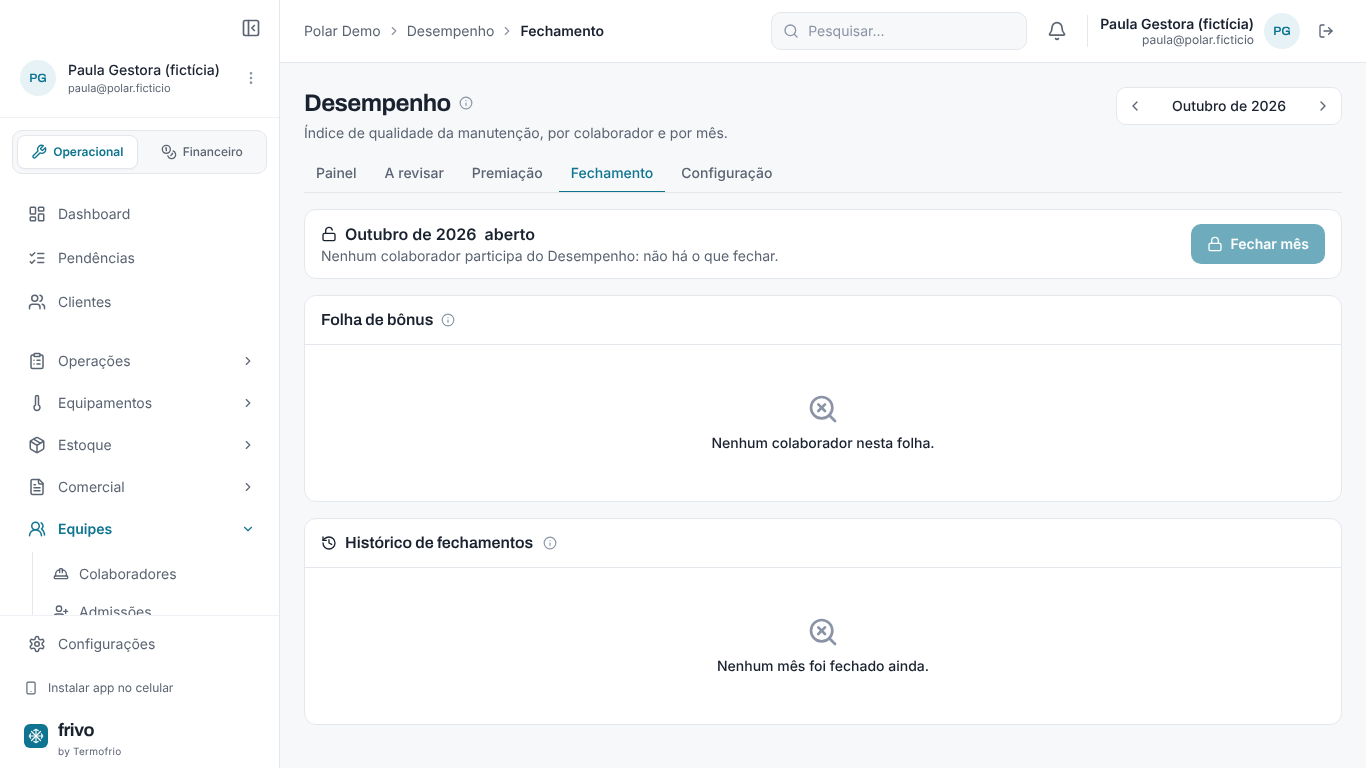 PG
Paula Gestora (fictícia)
paula@polar.ficticio
Operacional
Financeiro
Dashboard
Pendências
Clientes
Operações
Equipamentos
Estoque
Comercial
Equipes
Colaboradores
Admissões
Configurações
Instalar app no celular
frivo
by Termofrio
Polar Demo > Desempenho > Fechamento
Pesquisar...
Paula Gestora (fictícia)
paula@polar.ficticio
PG
Desempenho
Índice de qualidade da manutenção, por colaborador e por mês.
Outubro de 2026
Painel
A revisar
Premiação
Fechamento
Configuração
Outubro de 2026 aberto
Nenhum colaborador participa do Desempenho: não há o que fechar.
Fechar mês
Folha de bônus
Nenhum colaborador nesta folha.
Histórico de fechamentos
Nenhum mês foi fechado ainda.